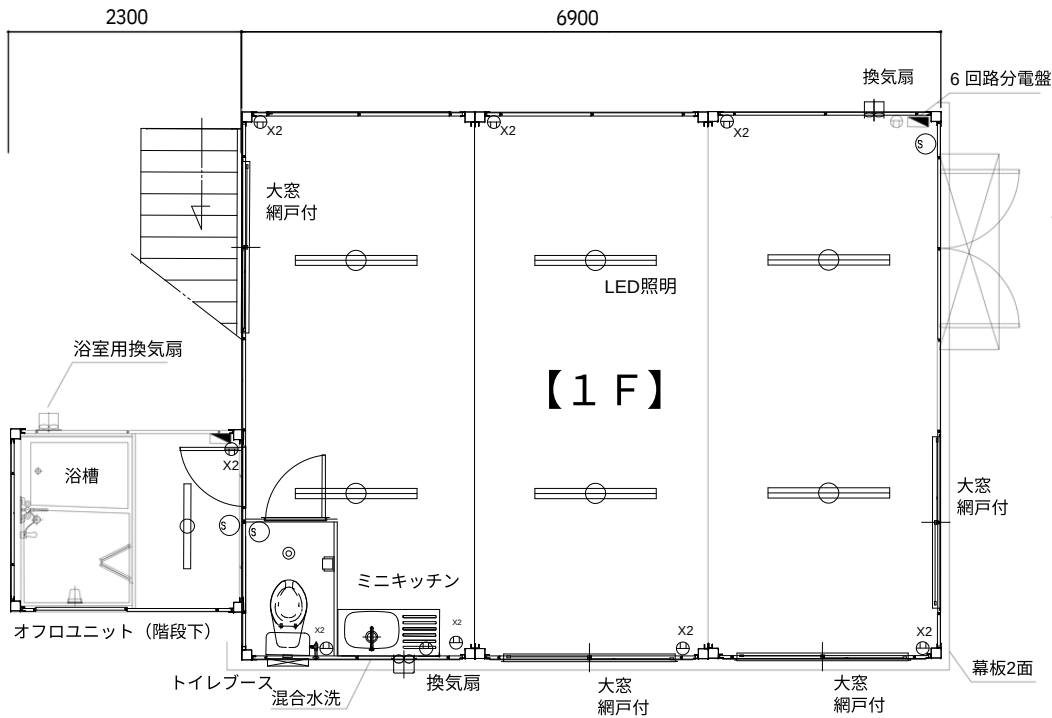 2300
6900
換気扇
6 回路分電盤
X2
X2
X2
S
大窓
網戸付
LED照明
浴室用換気扇
【１Ｆ】
X2
浴槽
S
S
大窓
網戸付
ミニキッチン
オフロユニット（階段下）
X2
X2
X2
X2
トイレブース
混合水洗
換気扇
大窓
網戸付
大窓
網戸付
幕板2面